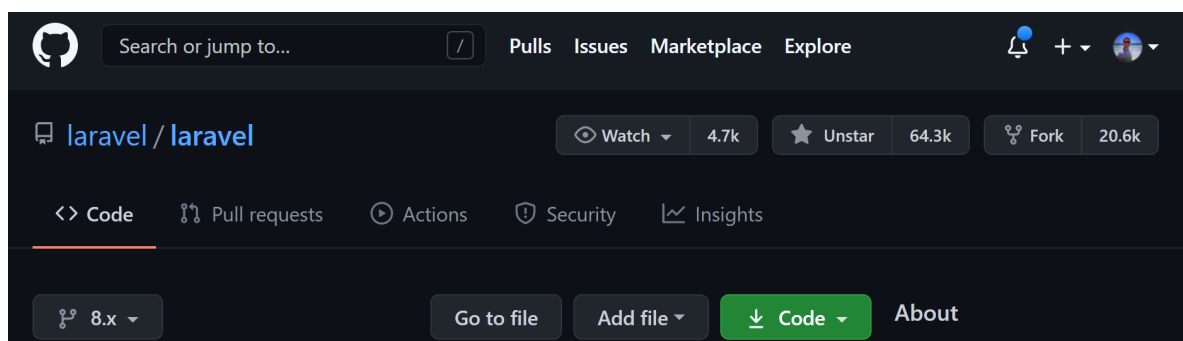 Search or jump to... / Pulls Issues Marketplace Explore
laravel / laravel Watch 4.7k Unstar 64.3k Fork 20.6k
<> Code Pull requests Actions Security Insights
8.x Go to file Add file Code About